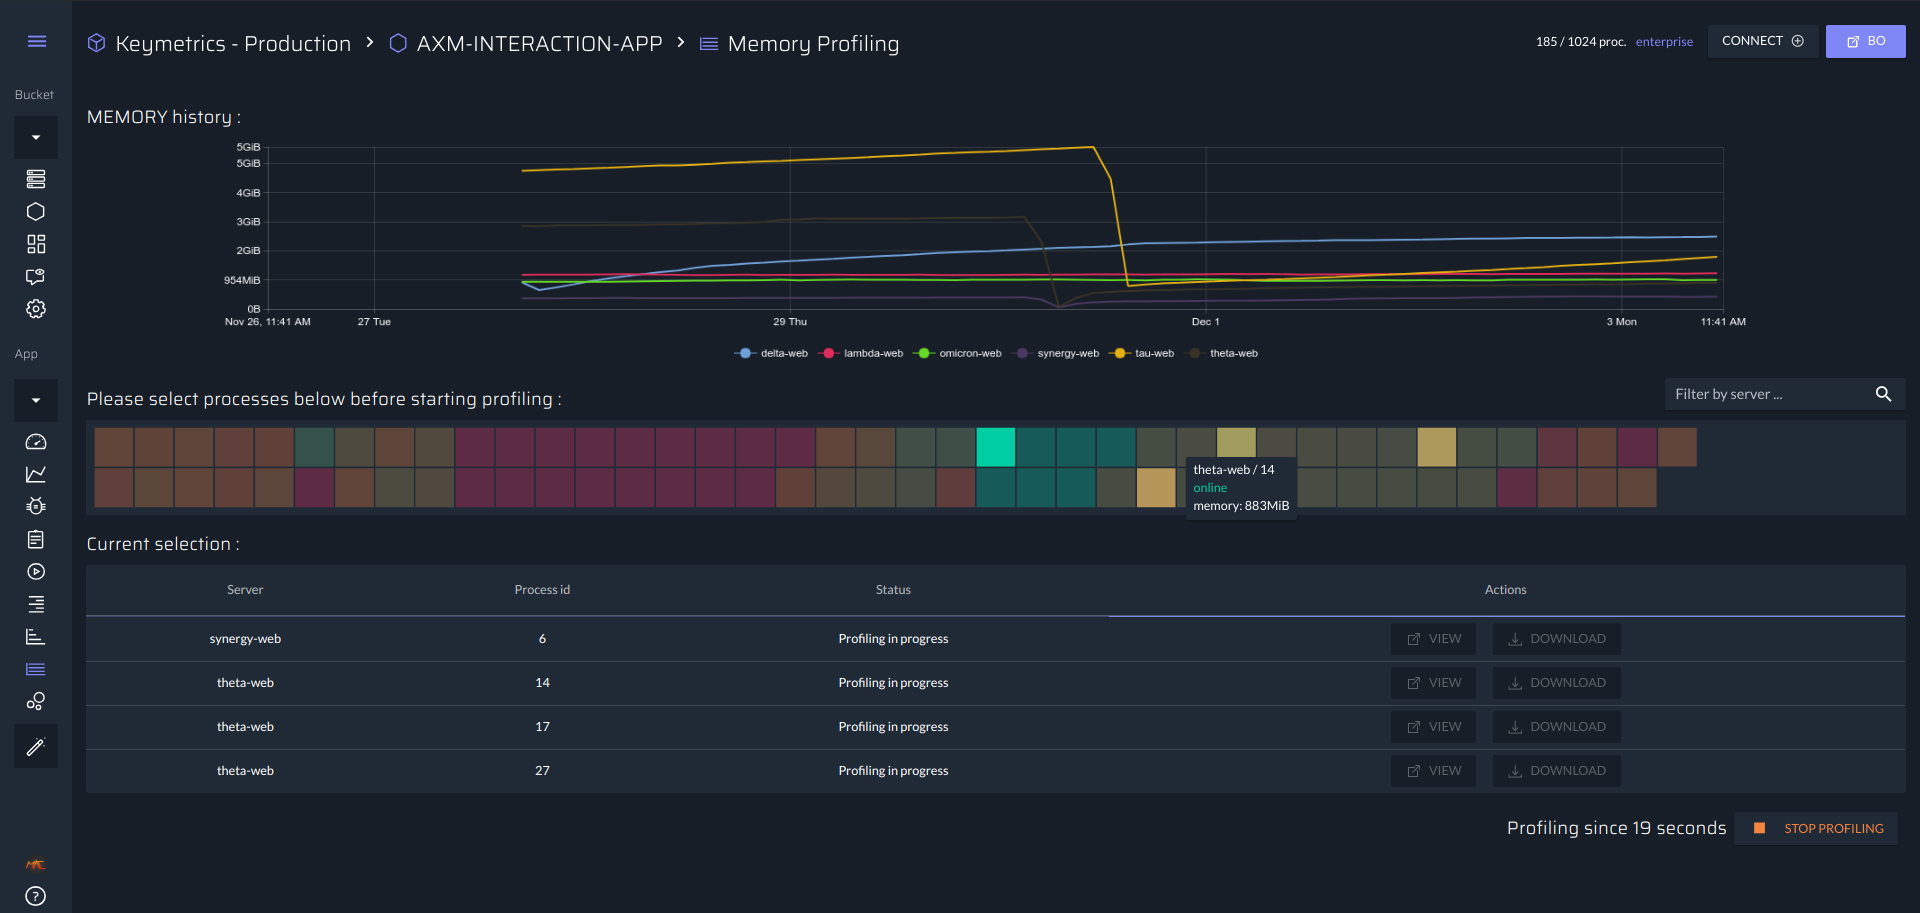 Keymetrics - Production > AXM-INTERACTION-APP > Memory Profiling
185 / 1024 proc. enterprise CONNECT BO
Bucket
MEMORY history :
5GiB
5GiB
4GiB
3GiB
2GiB
954MiB
0B
Nov 26, 11:41 AM 27 Tue 29 Thu Dec 1 3 Mon 11:41 AM
delta-web lambda-web omicron-web synergy-web tau-web theta-web
App
Please select processes below before starting profiling :
Filter by server ...
theta-web / 14
online
memory: 883MiB
Current selection :
Server Process id Status Actions
synergy-web 6 Profiling in progress VIEW DOWNLOAD
theta-web 14 Profiling in progress VIEW DOWNLOAD
theta-web 17 Profiling in progress VIEW DOWNLOAD
theta-web 27 Profiling in progress VIEW DOWNLOAD
Profiling since 19 seconds STOP PROFILING
?